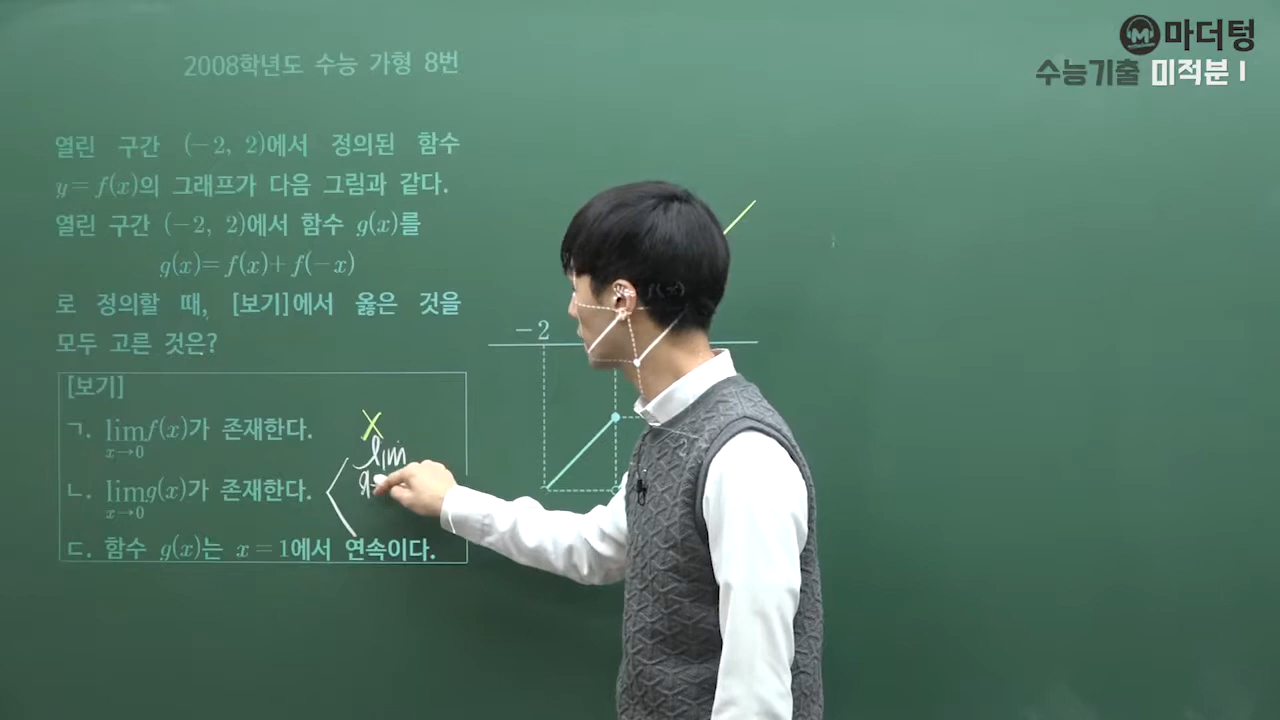 마더텅
수능기출 미적분 I
2008학년도 수능 가형 8번
열린 구간 (−2, 2)에서 정의된 함수
y=f(x)의 그래프가 다음 그림과 같다.
열린 구간 (−2, 2)에서 함수 g(x)를
g(x)=f(x)+f(−x)
로 정의할 때, [보기]에서 옳은 것을
모두 고른 것은?
[보기]
ㄱ. lim f(x)가 존재한다.
x→0
ㄴ. lim g(x)가 존재한다.
x→0
ㄷ. 함수 g(x)는 x=1에서 연속이다.
X
lim
−2